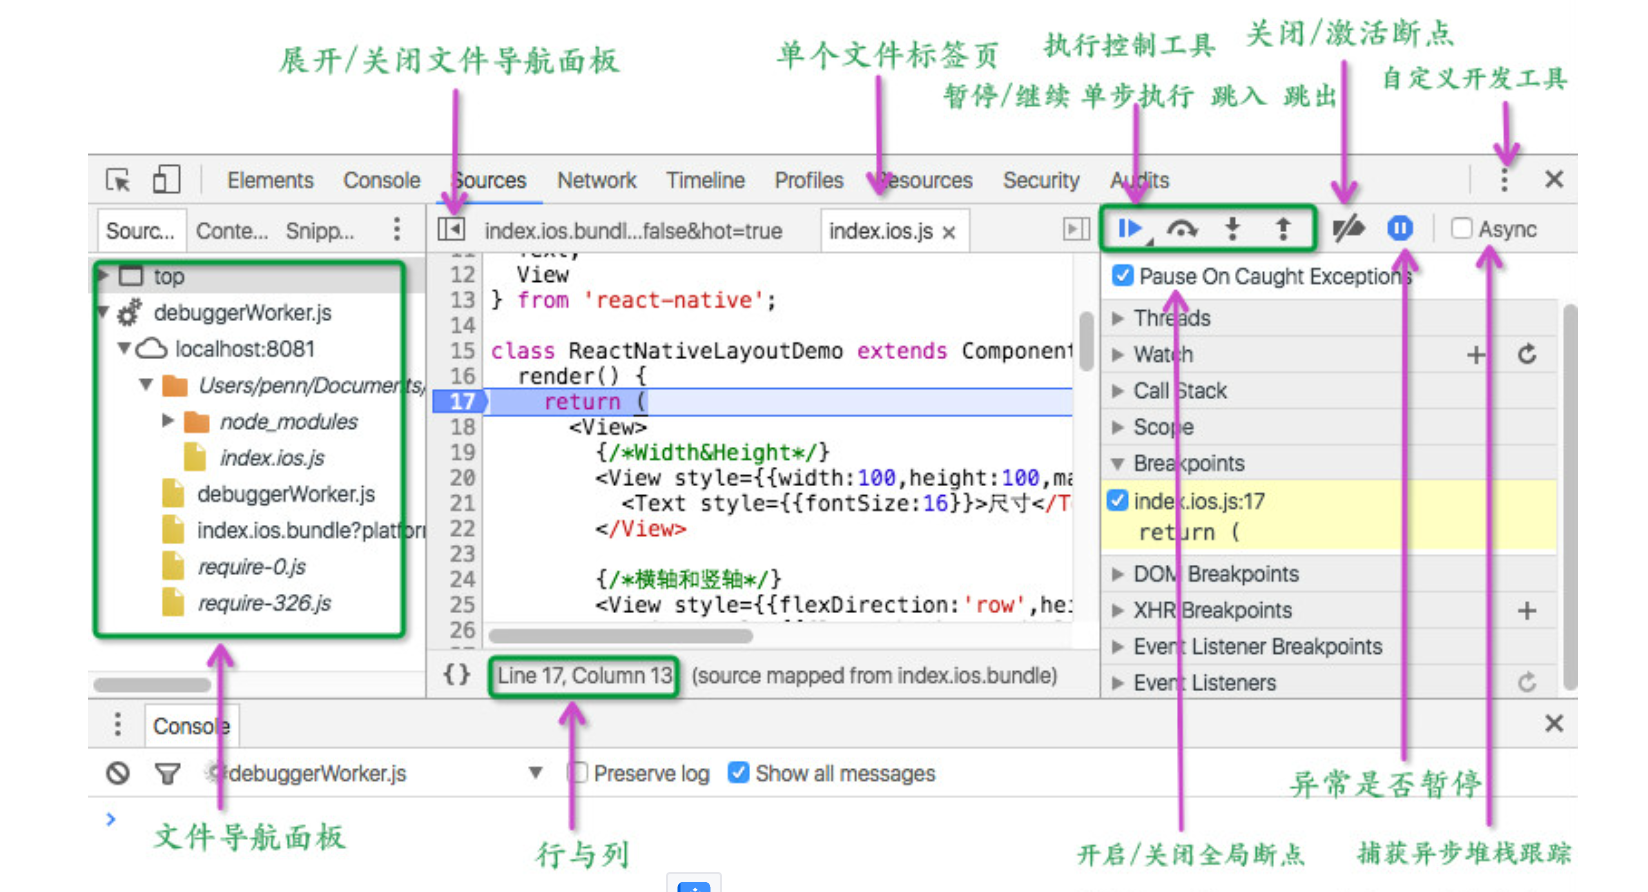 展开/关闭文件导航面板
单个文件标签页
执行控制工具
关闭/激活断点
暂停/继续 单步执行 跳入 跳出
自定义开发工具
Elements Console Sources Network Timeline Profiles Resources Security Audits
Sourc... Conte... Snipp...
index.ios.bundl...false&hot=true
index.ios.js ×
Async
top
debuggerWorker.js
localhost:8081
Users/penn/Documents/
node_modules
index.ios.js
debuggerWorker.js
index.ios.bundle?platforn
require-0.js
require-326.js
11 Text,
12 View
13 } from 'react-native';
14
15 class ReactNativeLayoutDemo extends Component
16 render() {
17 return (
18 <View>
19 {/*Width&Height*/}
20 <View style={{width:100,height:100,ma
21 <Text style={{fontSize:16}}>尺寸</T
22 </View>
23
24 {/*横轴和竖轴*/}
25 <View style={{flexDirection:'row',hei
26
{} Line 17, Column 13 (source mapped from index.ios.bundle)
Pause On Caught Exceptions
Threads
Watch
Call Stack
Scope
Breakpoints
index.ios.js:17
return (
DOM Breakpoints
XHR Breakpoints
Event Listener Breakpoints
Event Listeners
Console
debuggerWorker.js
Preserve log
Show all messages
文件导航面板
行与列
异常是否暂停
开启/关闭全局断点
捕获异步堆栈跟踪